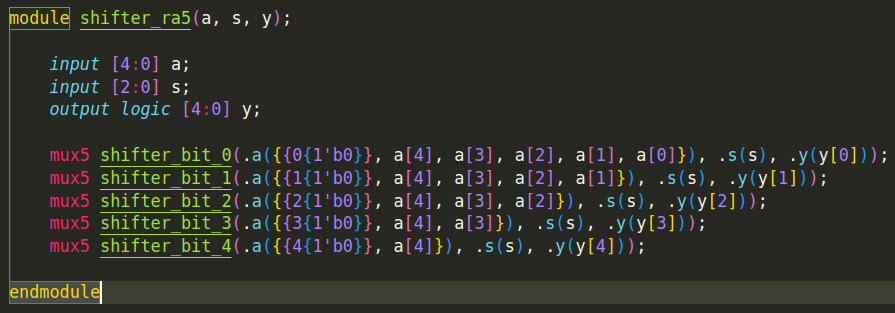 module shifter_ra5(a, s, y);
input [4:0] a;
input [2:0] s;
output logic [4:0] y;
mux5 shifter_bit_0(.a({{0{1'b0}}, a[4], a[3], a[2], a[1], a[0]}), .s(s), .y(y[0]));
mux5 shifter_bit_1(.a({{1{1'b0}}, a[4], a[3], a[2], a[1]}), .s(s), .y(y[1]));
mux5 shifter_bit_2(.a({{2{1'b0}}, a[4], a[3], a[2]}), .s(s), .y(y[2]));
mux5 shifter_bit_3(.a({{3{1'b0}}, a[4], a[3]}), .s(s), .y(y[3]));
mux5 shifter_bit_4(.a({{4{1'b0}}, a[4]}), .s(s), .y(y[4]));
endmodule